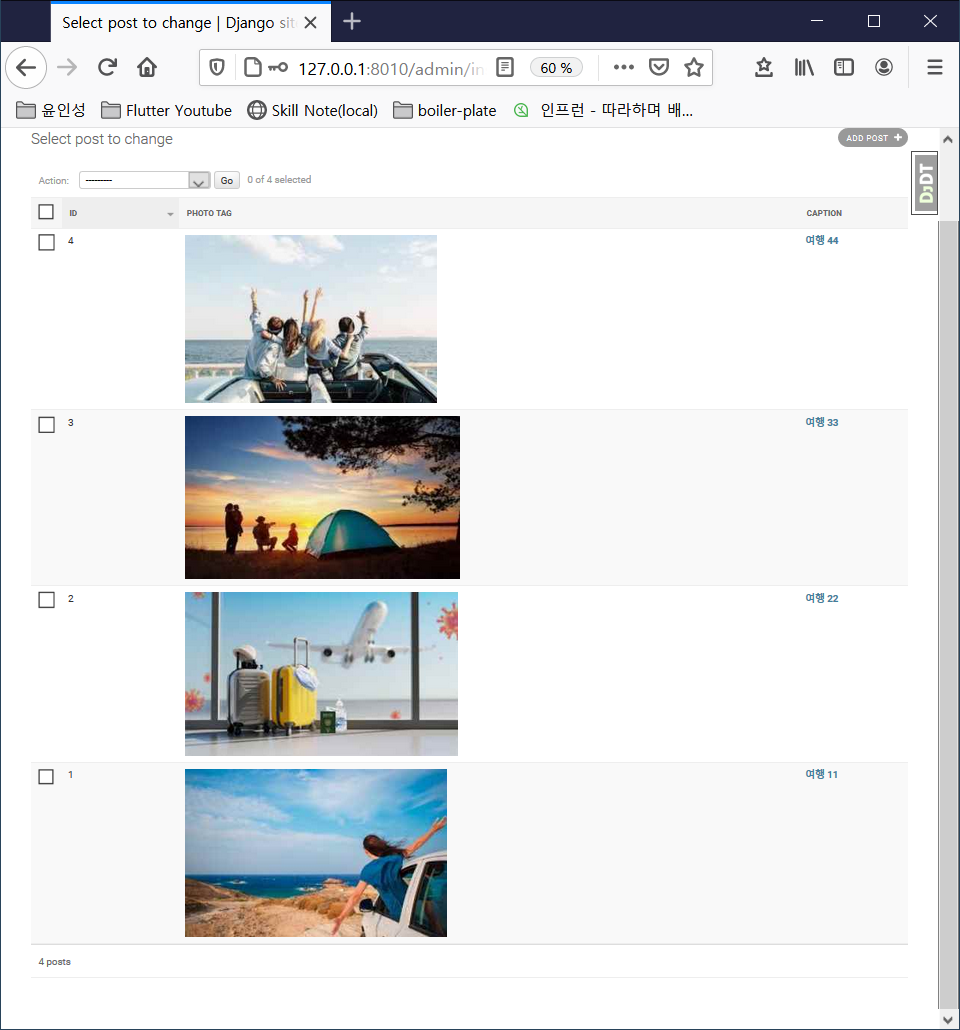 Select post to change | Django sit
127.0.0.1:8010/admin/in
60 %
윤인성
Flutter Youtube
Skill Note(local)
boiler-plate
인프런 - 따라하며 배...
Select post to change
ADD POST +
DjDT
Action: --------- Go 0 of 4 selected
ID PHOTO TAG CAPTION
4 여행 44
3 여행 33
2 여행 22
1 여행 11
4 posts